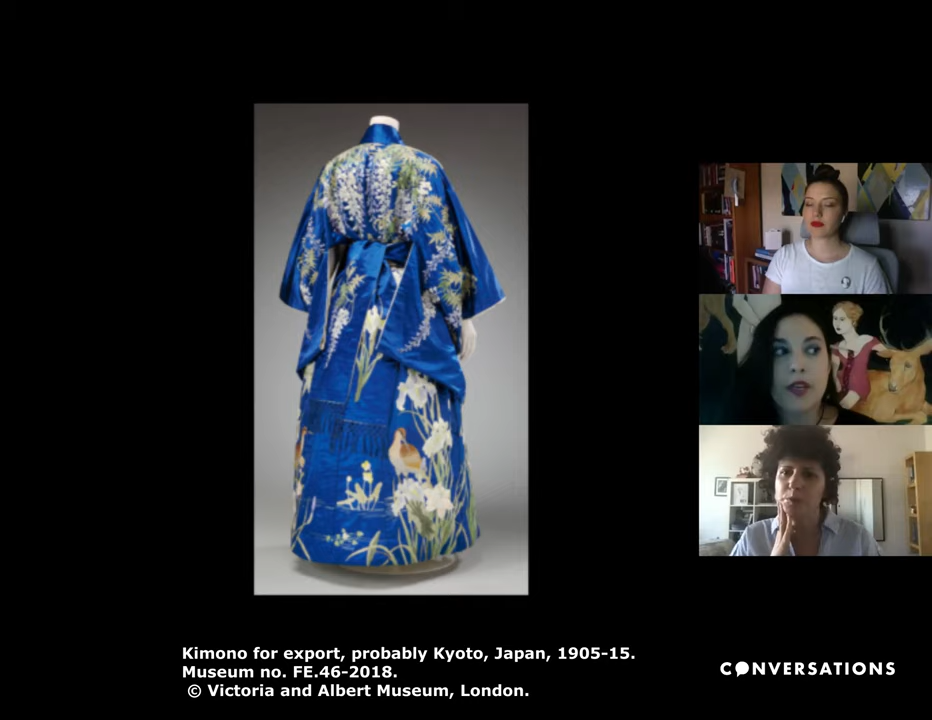 Kimono for export, probably Kyoto, Japan, 1905-15.
Museum no. FE.46-2018.
© Victoria and Albert Museum, London.
CONVERSATIONS